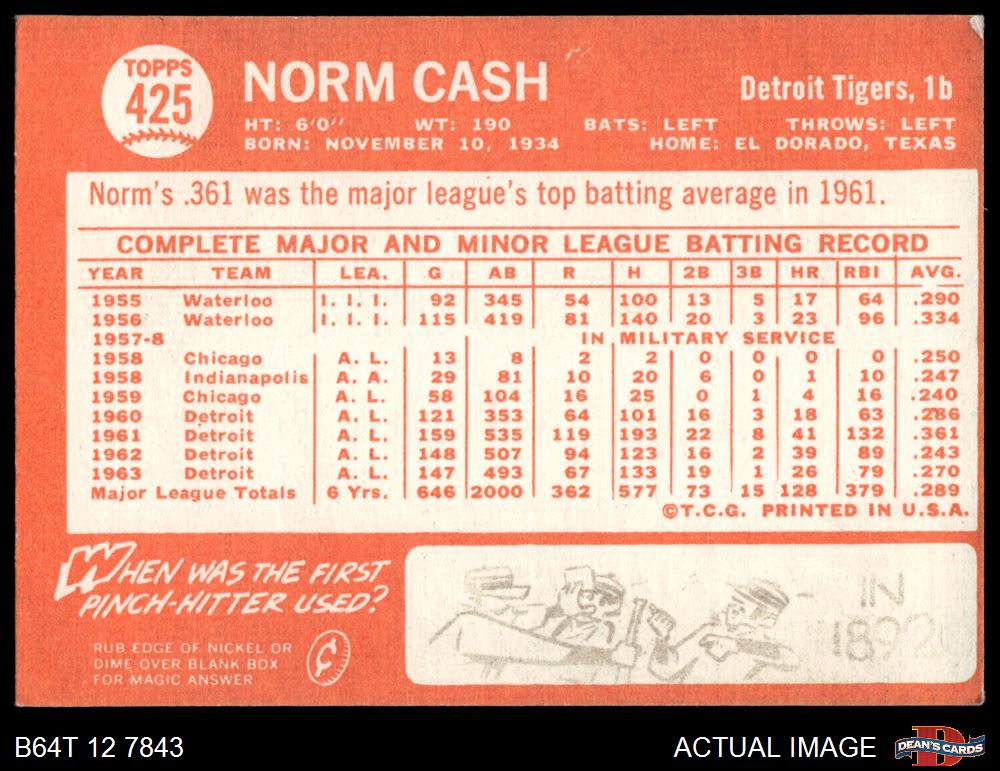 TOPPS
425
NORM CASH
Detroit Tigers, 1b
HT: 6'0" WT: 190 BATS: LEFT THROWS: LEFT
BORN: NOVEMBER 10, 1934 HOME: EL DORADO, TEXAS
Norm's .361 was the major league's top batting average in 1961.
COMPLETE MAJOR AND MINOR LEAGUE BATTING RECORD
YEAR TEAM LEA. G AB R H 2B 3B HR RBI AVG.
1955 Waterloo I. I. I. 92 345 54 100 13 5 17 64 .290
1956 Waterloo I. I. I. 115 419 81 140 20 3 23 96 .334
1957-8 IN MILITARY SERVICE
1958 Chicago A. L. 13 8 2 2 0 0 0 0 .250
1958 Indianapolis A. A. 29 81 10 20 6 0 1 10 .247
1959 Chicago A. L. 58 104 16 25 0 1 4 16 .240
1960 Detroit A. L. 121 353 64 101 16 3 18 63 .286
1961 Detroit A. L. 159 535 119 193 22 8 41 132 .361
1962 Detroit A. L. 148 507 94 123 16 2 39 89 .243
1963 Detroit A. L. 147 493 67 133 19 1 26 79 .270
Major League Totals 6 Yrs. 646 2000 362 577 73 15 128 379 .289
©T.C.G. PRINTED IN U.S.A.
WHEN WAS THE FIRST
PINCH-HITTER USED?
RUB EDGE OF NICKEL OR
DIME OVER BLANK BOX
FOR MAGIC ANSWER
¢
IN
1892
B64T 12 7843
ACTUAL IMAGE
D
DEAN'S CARDS